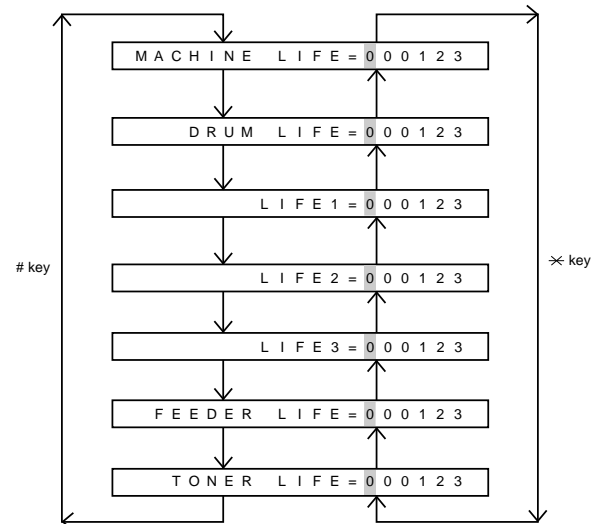 MACHINE LIFE=000123
DRUM LIFE=000123
LIFE1=000123
# key
LIFE2=000123
✳ key
LIFE3=000123
FEEDER LIFE=000123
TONER LIFE=000123